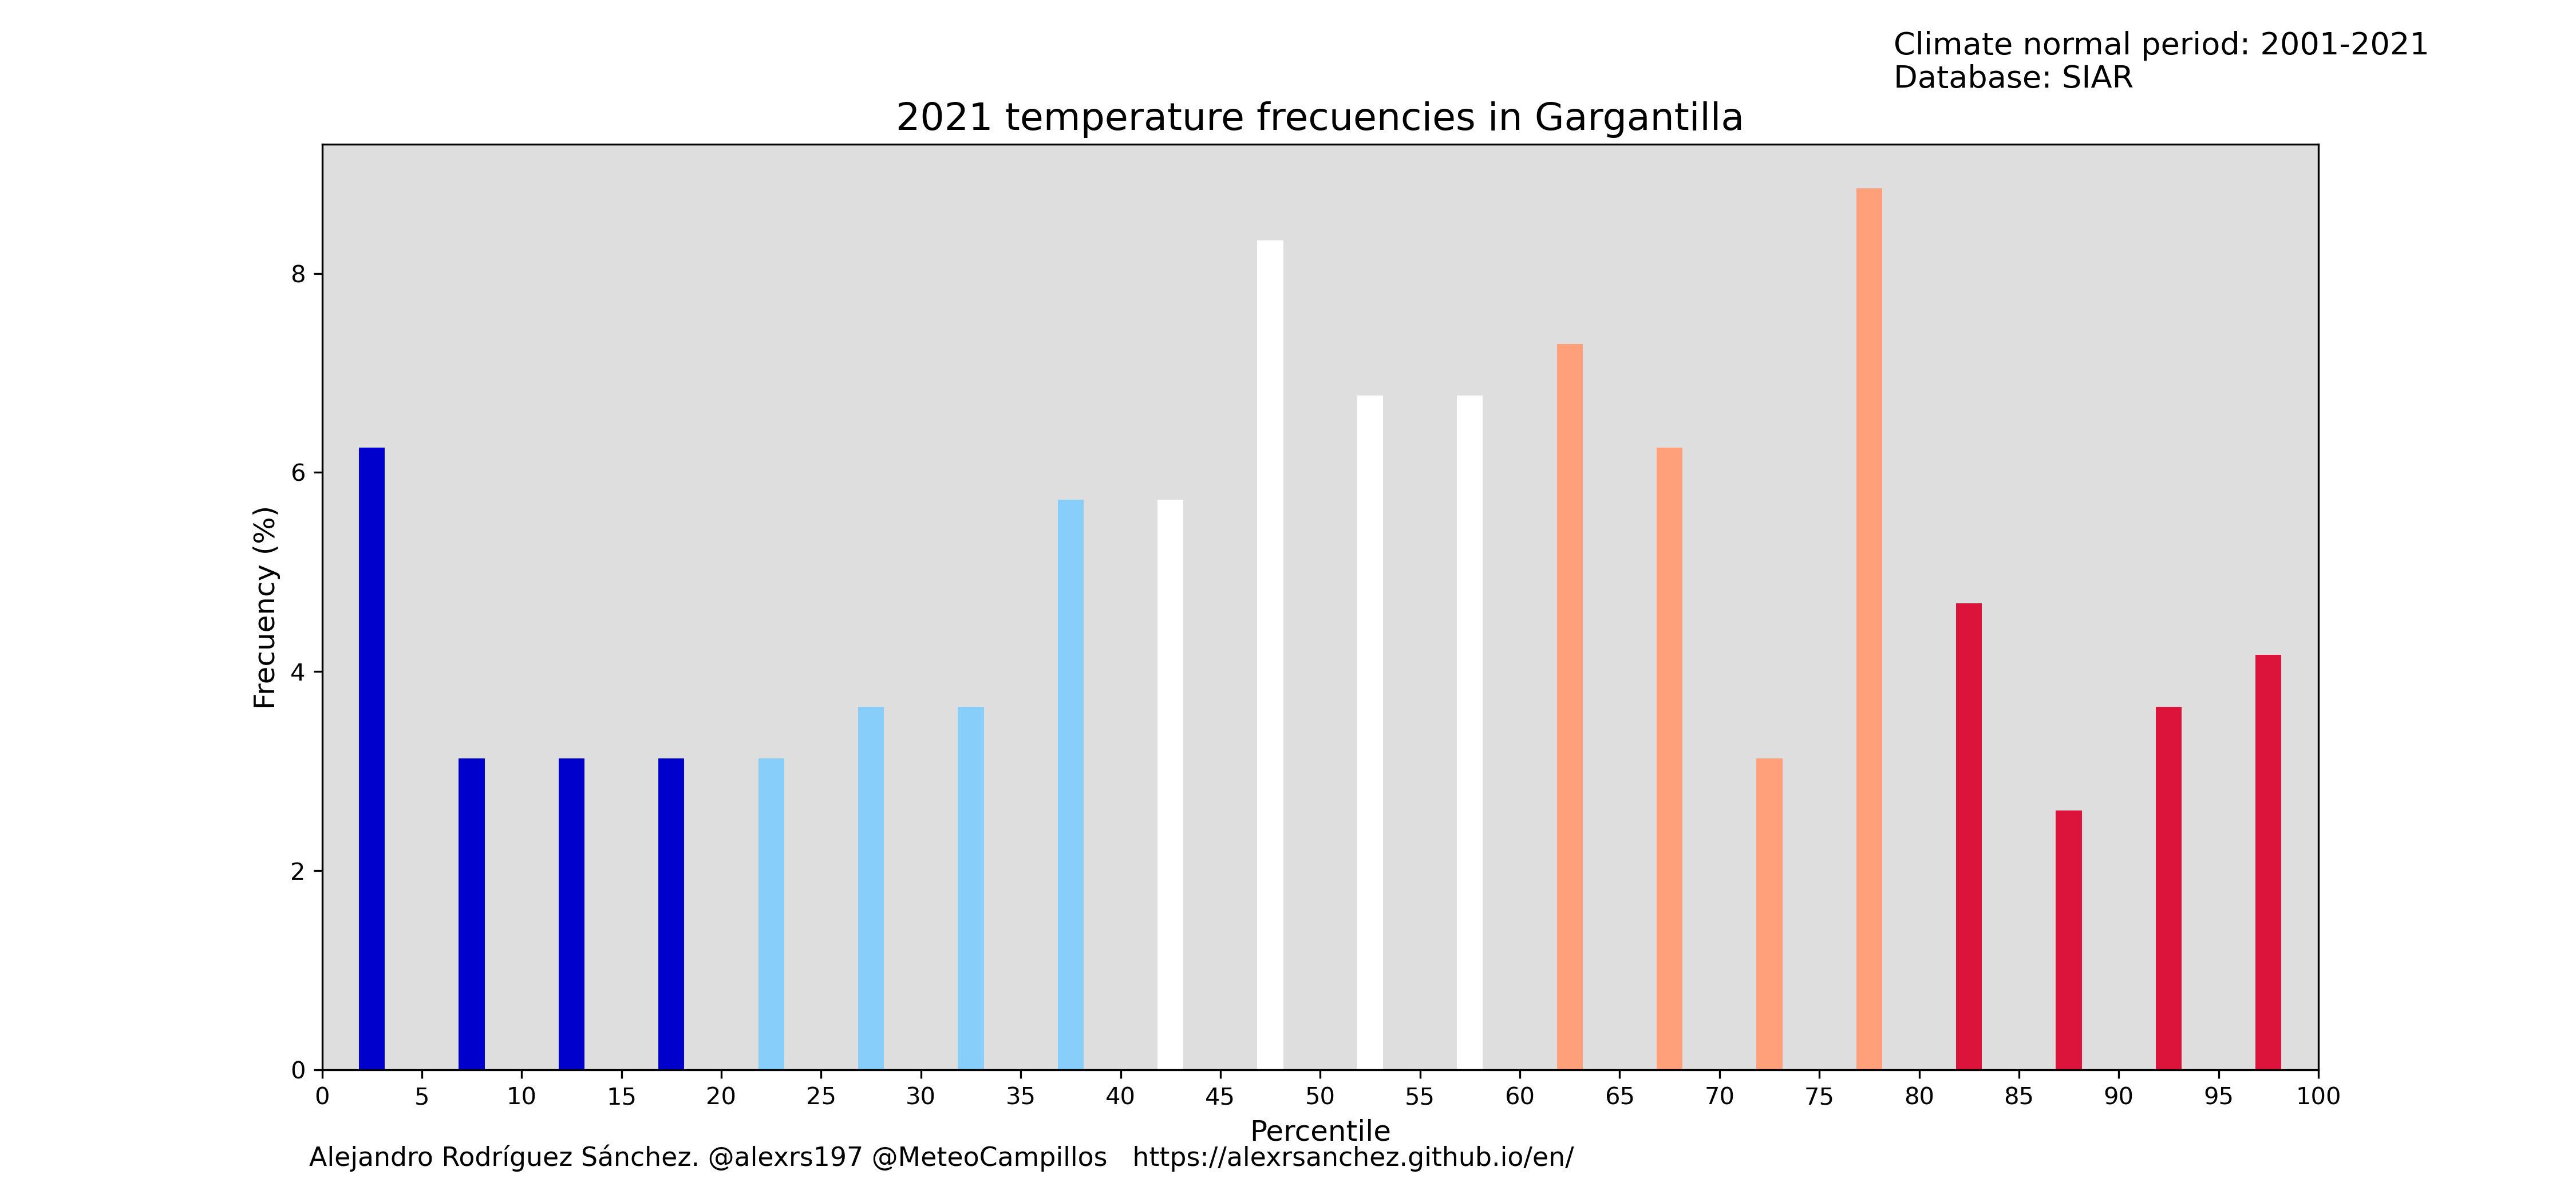 Climate normal period: 2001-2021
Database: SIAR
2021 temperature frecuencies in Gargantilla
Frecuency (%)
8
6
4
2
0
0 5 10 15 20 25 30 35 40 45 50 55 60 65 70 75 80 85 90 95 100
Percentile
Alejandro Rodríguez Sánchez. @alexrs197 @MeteoCampillos https://alexrsanchez.github.io/en/